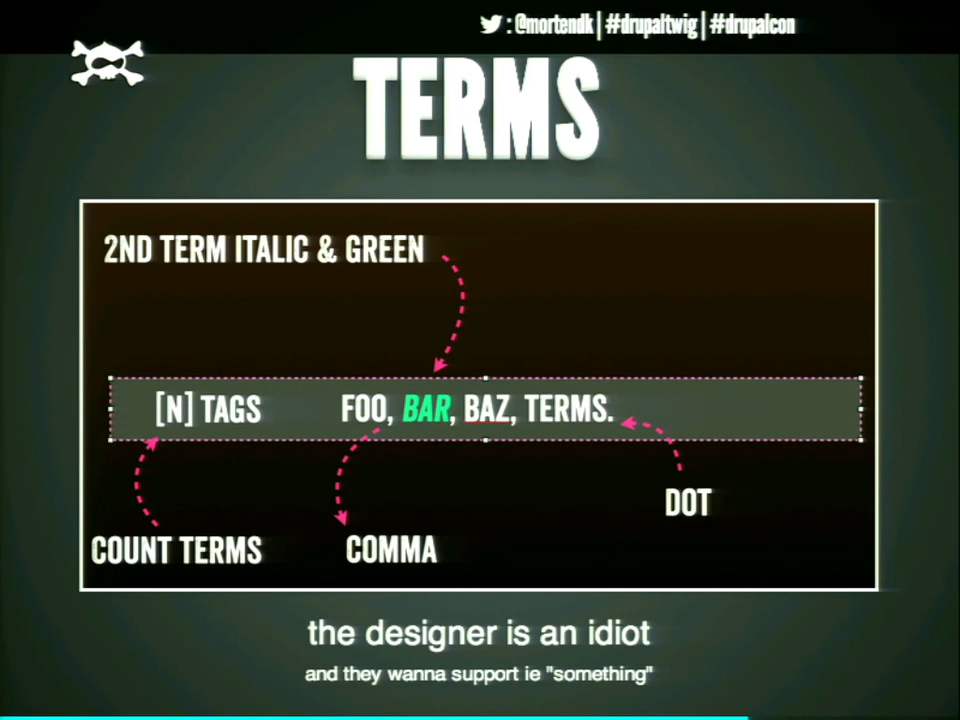 : @mortendk | #drupaltwig | #drupalcon
TERMS
2ND TERM ITALIC & GREEN
[N] TAGS FOO, BAR, BAZ, TERMS.
DOT
COUNT TERMS COMMA
the designer is an idiot
and they wanna support ie "something"